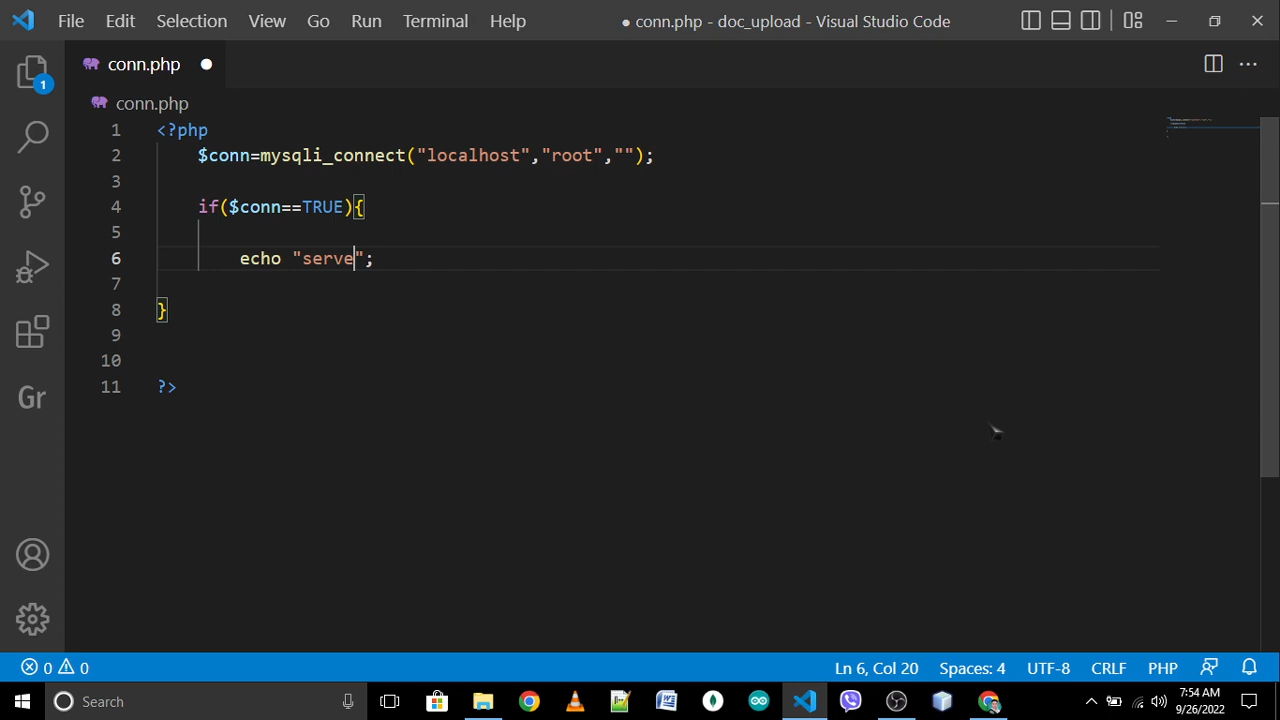 File Edit Selection View Go Run Terminal Help ● conn.php - doc_upload - Visual Studio Code
conn.php ●
1
conn.php
1 <?php
2 $conn=mysqli_connect("localhost","root","");
3
4 if($conn==TRUE){
5
6 echo "serve";
7
8 }
9
10
11 ?>
Gr
0 0 Ln 6, Col 20 Spaces: 4 UTF-8 CRLF PHP
Search 7:54 AM
9/26/2022